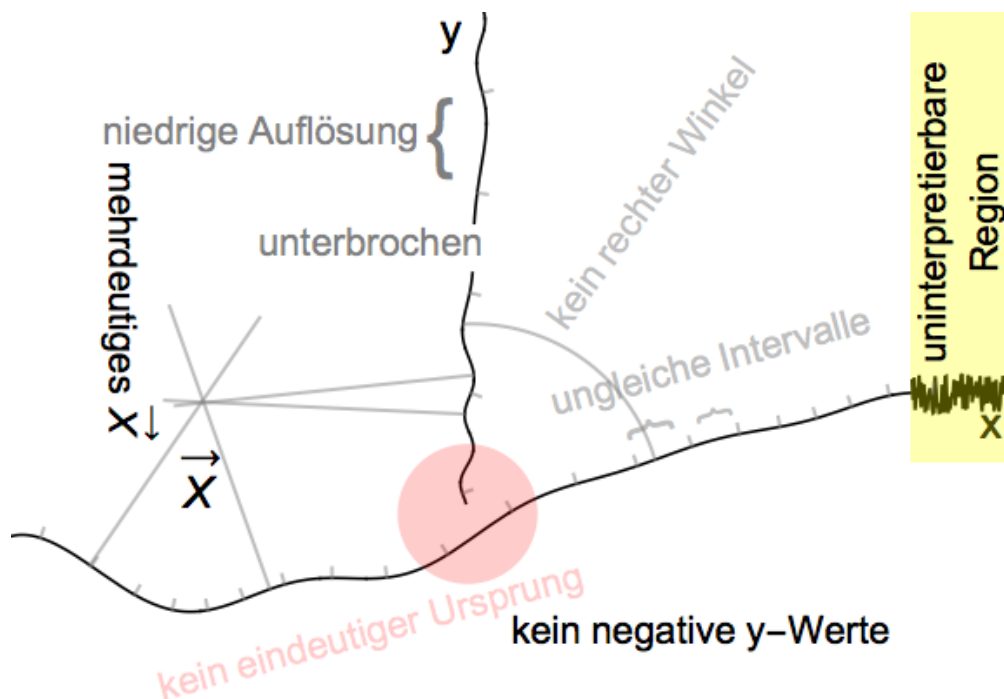 y
niedrige Auflösung
unterbrochen
mehrdeutiges x⃗
x⃗
kein rechter Winkel
ungleiche Intervalle
uninterpretierbare
Region
x
kein eindeutiger Ursprung
kein negative y–Werte